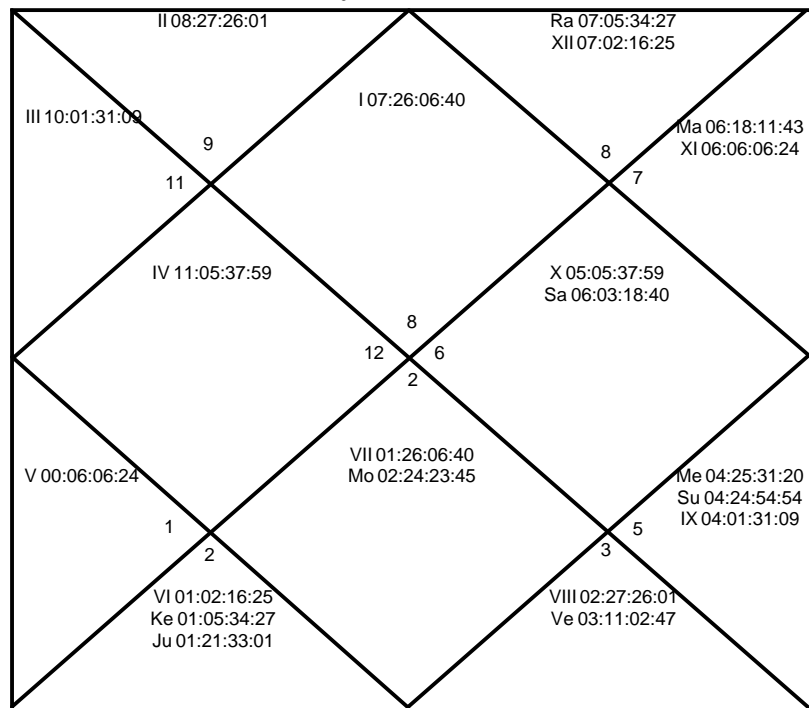 II 08:27:26:01
Ra 07:05:34:27
XII 07:02:16:25
I 07:26:06:40
III 10:01:31:09
Ma 06:18:11:43
XI 06:06:06:24
9
8
11
7
IV 11:05:37:59
X 05:05:37:59
Sa 06:03:18:40
8
12
6
2
VII 01:26:06:40
Mo 02:24:23:45
V 00:06:06:24
Me 04:25:31:20
Su 04:24:54:54
IX 04:01:31:09
1
5
2
3
VI 01:02:16:25
Ke 01:05:34:27
Ju 01:21:33:01
VIII 02:27:26:01
Ve 03:11:02:47